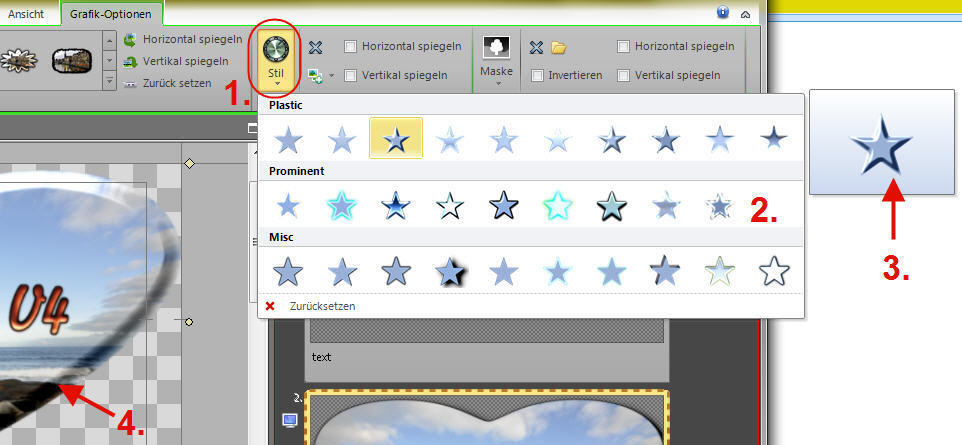 Ansicht Grafik-Optionen
Horizontal spiegeln
Vertikal spiegeln
Zurück setzen
1.
Stil
Horizontal spiegeln
Vertikal spiegeln
Maske
Invertieren
Horizontal spiegeln
Vertikal spiegeln
Plastic
Prominent
2.
Misc
Zurücksetzen
3.
V4
4.
text
2.